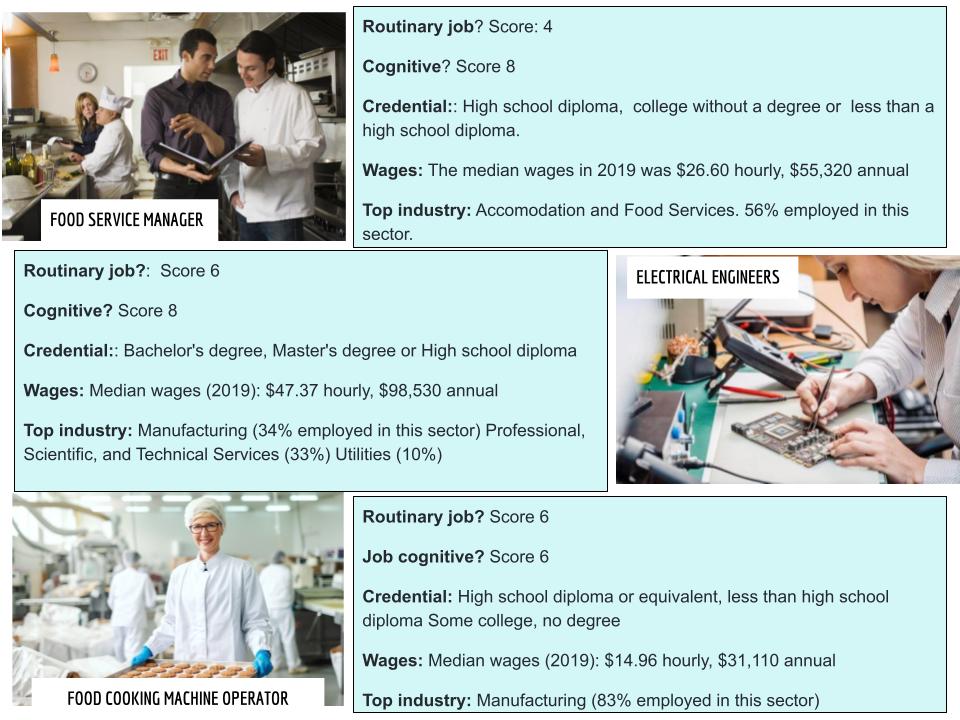 EXIT
FOOD SERVICE MANAGER
Routinary job? Score: 4
Cognitive? Score 8
Credential:: High school diploma,  college without a degree or  less than a
high school diploma.
Wages: The median wages in 2019 was $26.60 hourly, $55,320 annual
Top industry: Accomodation and Food Services. 56% employed in this
sector.
Routinary job?:  Score 6
Cognitive? Score 8
Credential:: Bachelor's degree, Master's degree or High school diploma
Wages: Median wages (2019): $47.37 hourly, $98,530 annual
Top industry: Manufacturing (34% employed in this sector) Professional,
Scientific, and Technical Services (33%) Utilities (10%)
ELECTRICAL ENGINEERS
FOOD COOKING MACHINE OPERATOR
Routinary job? Score 6
Job cognitive? Score 6
Credential: High school diploma or equivalent, less than high school
diploma Some college, no degree
Wages: Median wages (2019): $14.96 hourly, $31,110 annual
Top industry: Manufacturing (83% employed in this sector)